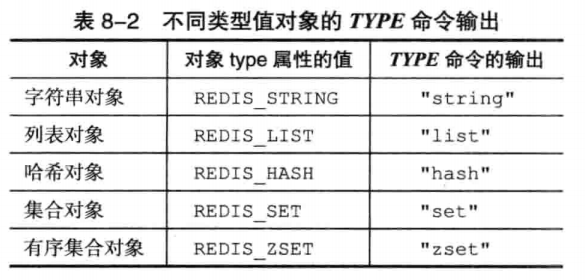 表 8-2 不同类型值对象的 TYPE 命令输出
对象 对象 type 属性的值 TYPE 命令的输出
字符串对象 REDIS_STRING "string"
列表对象 REDIS_LIST "list"
哈希对象 REDIS_HASH "hash"
集合对象 REDIS_SET "set"
有序集合对象 REDIS_ZSET "zset"